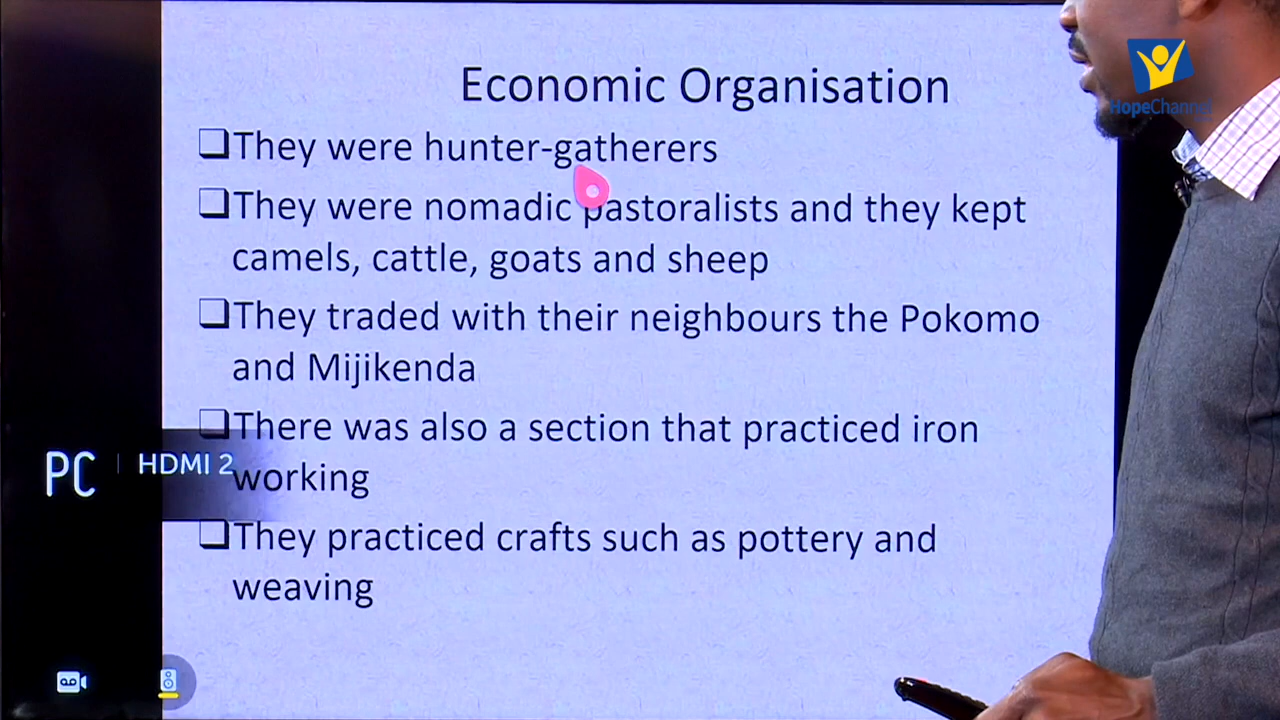 Economic Organisation
HopeChannel
❑They were hunter-gatherers
❑They were nomadic pastoralists and they kept
camels, cattle, goats and sheep
❑They traded with their neighbours the Pokomo
and Mijikenda
❑There was also a section that practiced iron
PC | HDMI 2
working
❑They practiced crafts such as pottery and
weaving